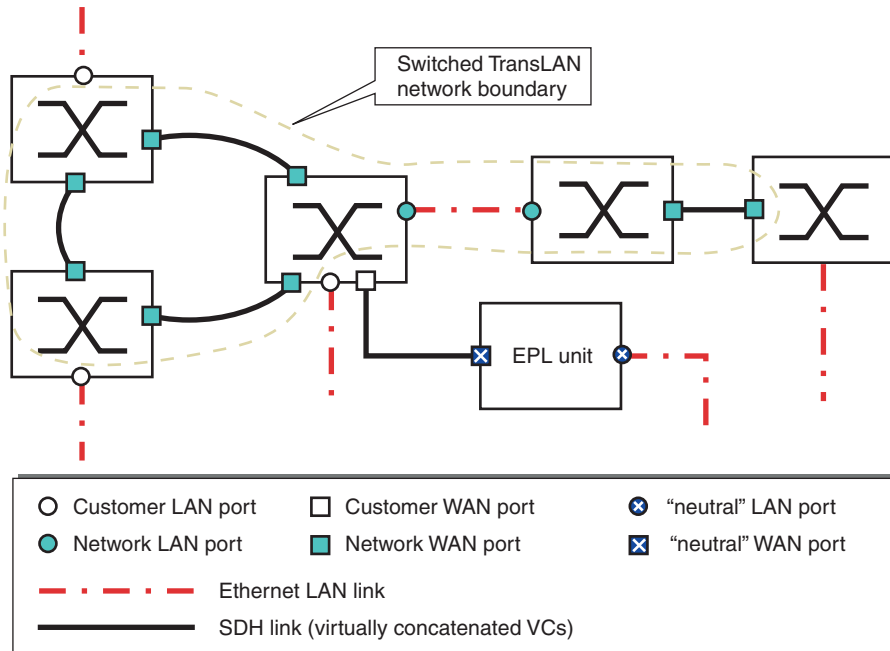 Switched TransLAN
network boundary
EPL unit
Customer LAN port
Customer WAN port
“neutral” LAN port
Network LAN port
Network WAN port
“neutral” WAN port
Ethernet LAN link
SDH link (virtually concatenated VCs)